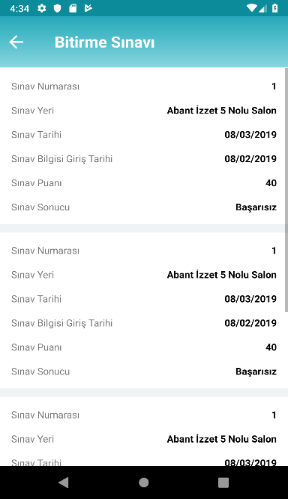 4:34
Bitirme Sınavı
Sınav Numarası 1
Sınav Yeri Abant İzzet 5 Nolu Salon
Sınav Tarihi 08/03/2019
Sınav Bilgisi Giriş Tarihi 08/02/2019
Sınav Puanı 40
Sınav Sonucu Başarısız
Sınav Numarası 1
Sınav Yeri Abant İzzet 5 Nolu Salon
Sınav Tarihi 08/03/2019
Sınav Bilgisi Giriş Tarihi 08/02/2019
Sınav Puanı 40
Sınav Sonucu Başarısız
Sınav Numarası 1
Sınav Yeri Abant İzzet 5 Nolu Salon
Sınav Tarihi 08/03/2019